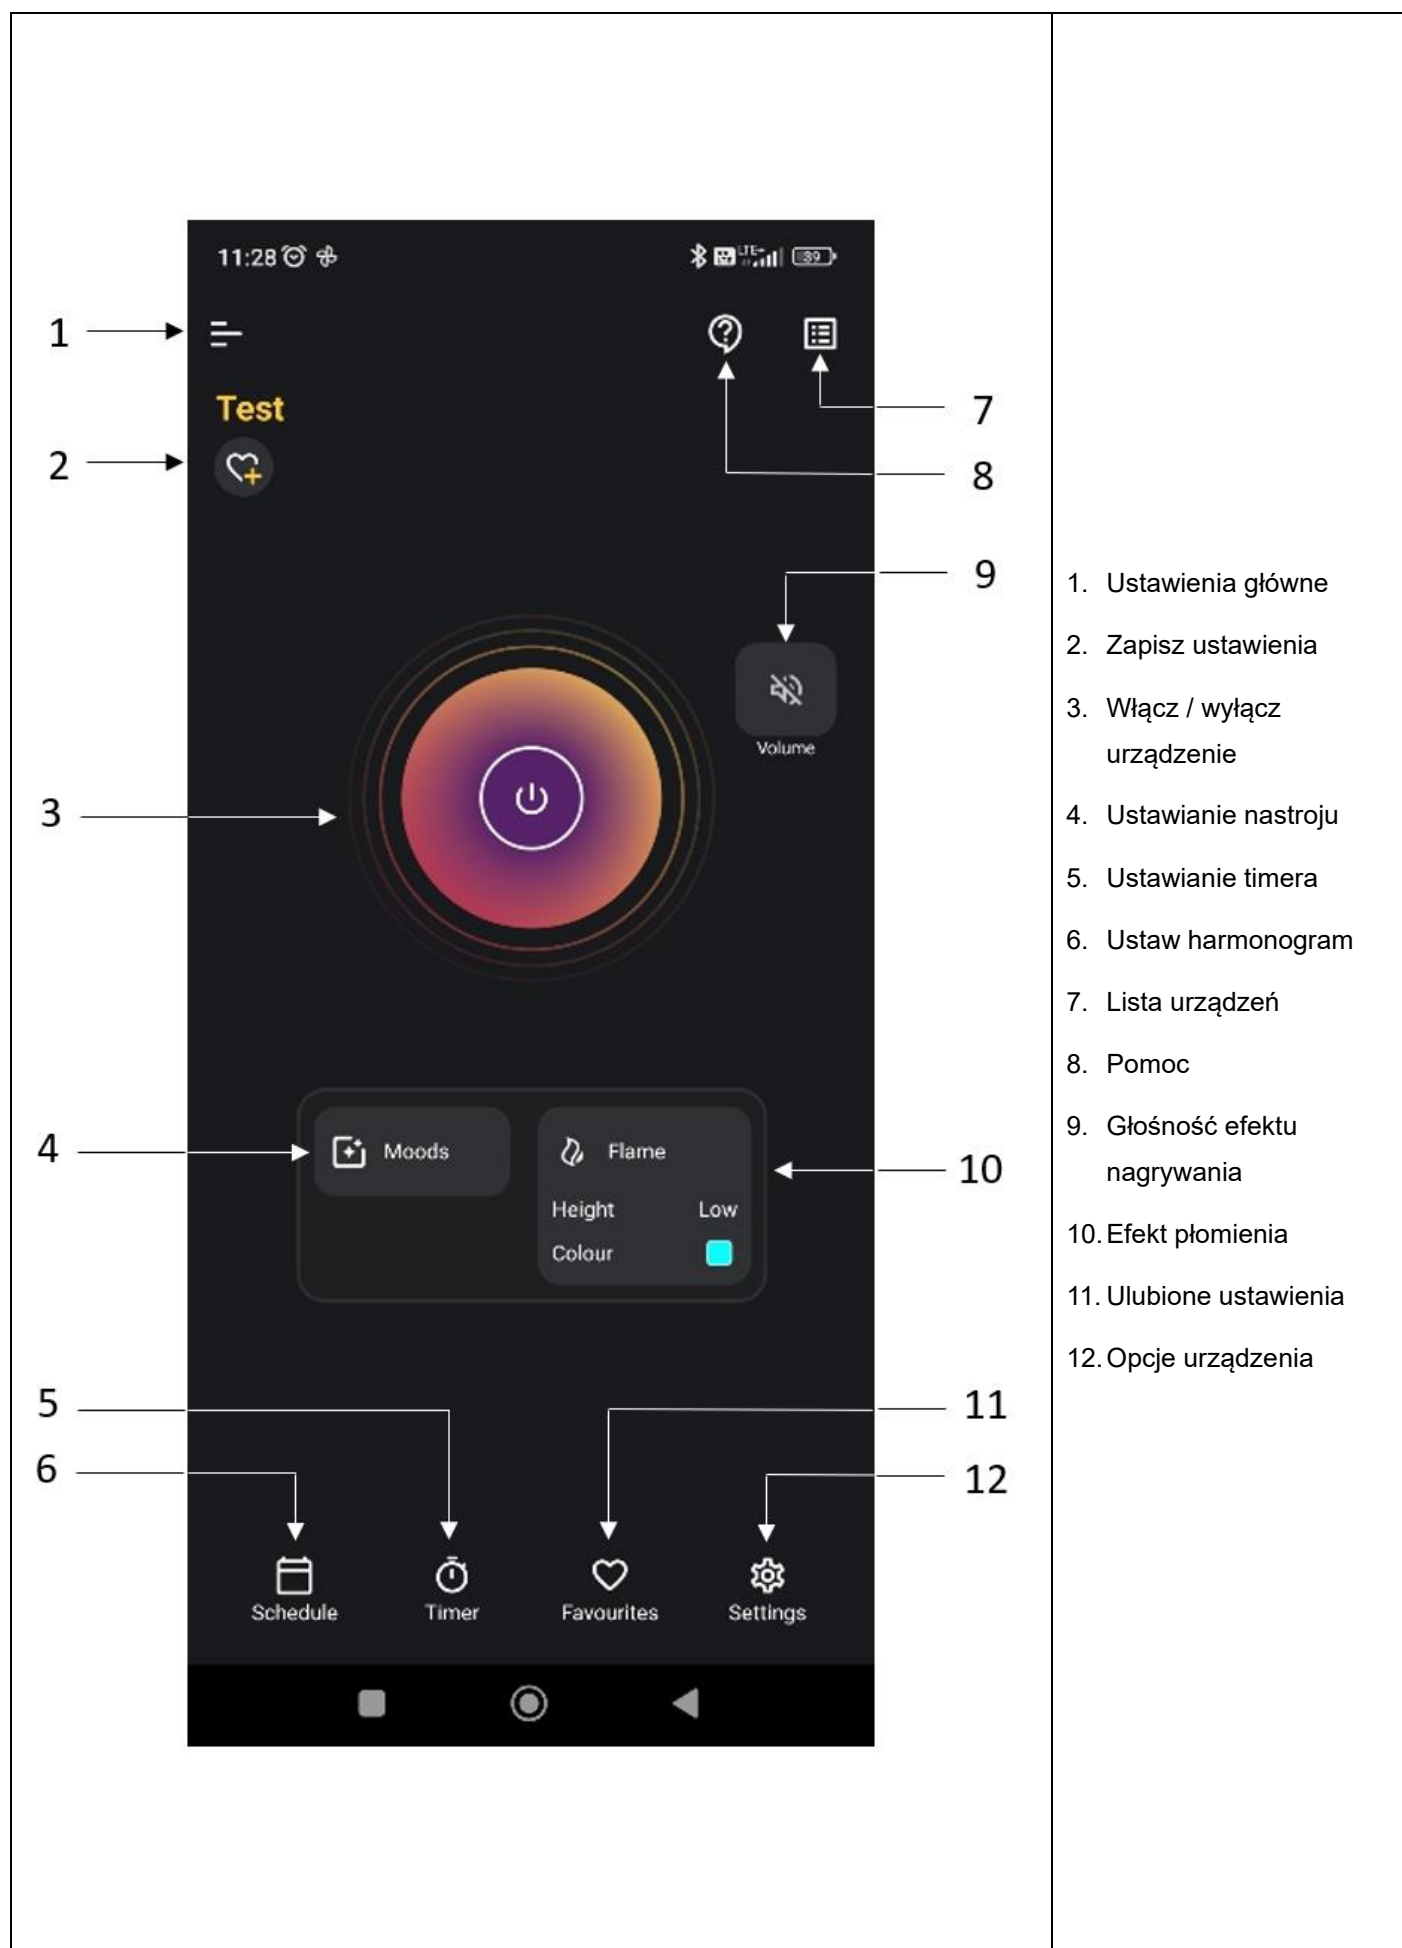 11:28
LTE+
39
1
Test
7
2
8
9
Volume
3
4
Moods
Flame
10
Height Low
Colour
5
11
6
12
Schedule Timer Favourites Settings
1. Ustawienia główne
2. Zapisz ustawienia
3. Włącz / wyłącz
urządzenie
4. Ustawianie nastroju
5. Ustawianie timera
6. Ustaw harmonogram
7. Lista urządzeń
8. Pomoc
9. Głośność efektu
nagrywania
10. Efekt płomienia
11. Ulubione ustawienia
12. Opcje urządzenia